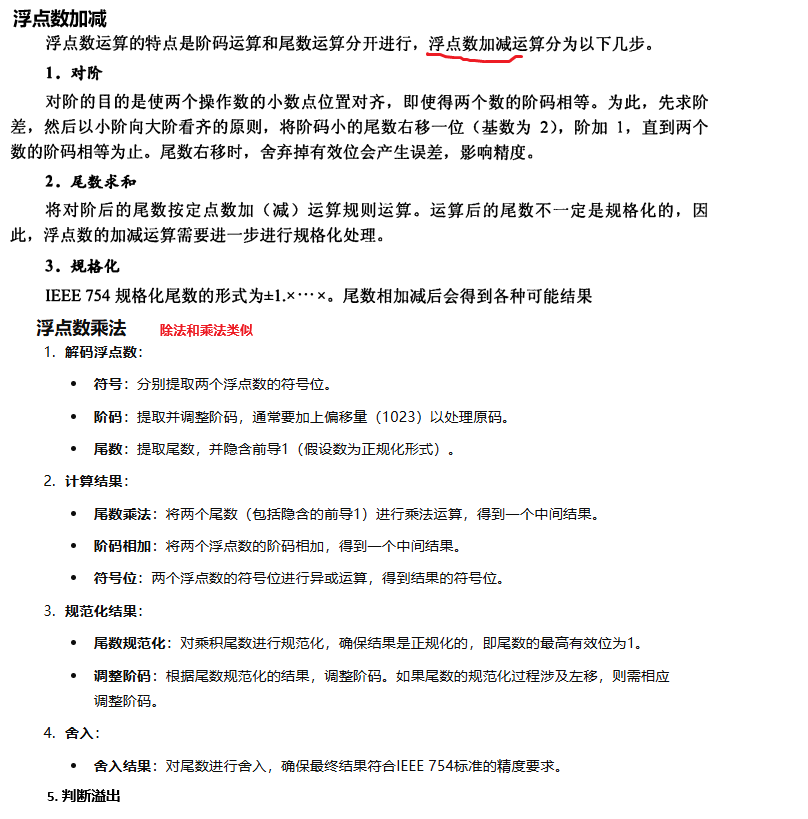 浮点数加减
浮点数运算的特点是阶码运算和尾数运算分开进行，浮点数加减运算分为以下几步。
1．对阶
对阶的目的是使两个操作数的小数点位置对齐，即使得两个数的阶码相等。为此，先求阶
差，然后以小阶向大阶看齐的原则，将阶码小的尾数右移一位（基数为 2），阶加 1，直到两个
数的阶码相等为止。尾数右移时，舍弃掉有效位会产生误差，影响精度。
2．尾数求和
将对阶后的尾数按定点数加（减）运算规则运算。运算后的尾数不一定是规格化的，因
此，浮点数的加减运算需要进一步进行规格化处理。
3．规格化
IEEE 754 规格化尾数的形式为±1.×…×。尾数相加减后会得到各种可能结果
浮点数乘法 除法和乘法类似
1. 解码浮点数：
• 符号：分别提取两个浮点数的符号位。
• 阶码：提取并调整阶码，通常要加上偏移量（1023）以处理原码。
• 尾数：提取尾数，并隐含前导1（假设数为正规化形式）。
2. 计算结果：
• 尾数乘法：将两个尾数（包括隐含的前导1）进行乘法运算，得到一个中间结果。
• 阶码相加：将两个浮点数的阶码相加，得到一个中间结果。
• 符号位：两个浮点数的符号位进行异或运算，得到结果的符号位。
3. 规范化结果：
• 尾数规范化：对乘积尾数进行规范化，确保结果是正规化的，即尾数的最高有效位为1。
• 调整阶码：根据尾数规范化的结果，调整阶码。如果尾数的规范化过程涉及左移，则需相应
调整阶码。
4. 舍入：
• 舍入结果：对尾数进行舍入，确保最终结果符合IEEE 754标准的精度要求。
5. 判断溢出